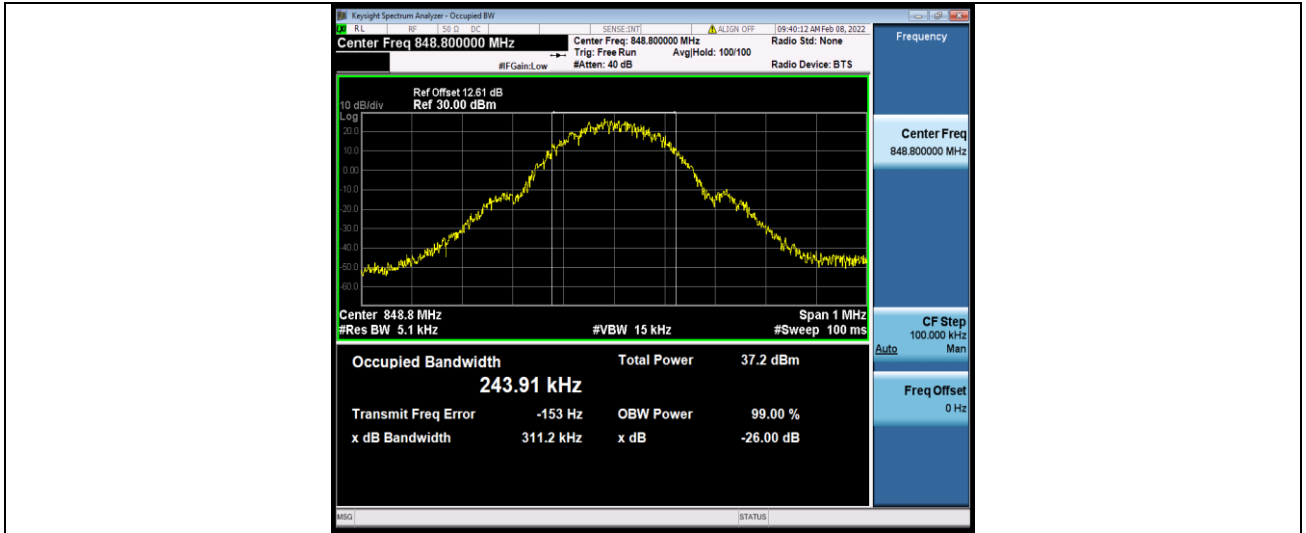 Keysight Spectrum Analyzer - Occupied BW
RL RF 50 Ω DC SENSE:INT ALIGN OFF 09:40:12 AM Feb 08, 2022
Center Freq 848.800000 MHz
Center Freq: 848.800000 MHz Radio Std: None
Trig: Free Run Avg|Hold: 100/100
#IFGain:Low #Atten: 40 dB Radio Device: BTS
Ref Offset 12.61 dB
10 dB/div Ref 30.00 dBm
Log
20.0
10.0
0.00
-10.0
-20.0
-30.0
-40.0
-50.0
-60.0
Center 848.8 MHz Span 1 MHz
#Res BW 5.1 kHz #VBW 15 kHz #Sweep 100 ms
Occupied Bandwidth Total Power 37.2 dBm
243.91 kHz
Transmit Freq Error -153 Hz OBW Power 99.00 %
x dB Bandwidth 311.2 kHz x dB -26.00 dB
MSG STATUS
Frequency
Center Freq
848.800000 MHz
CF Step
100.000 kHz
Auto Man
Freq Offset
0 Hz